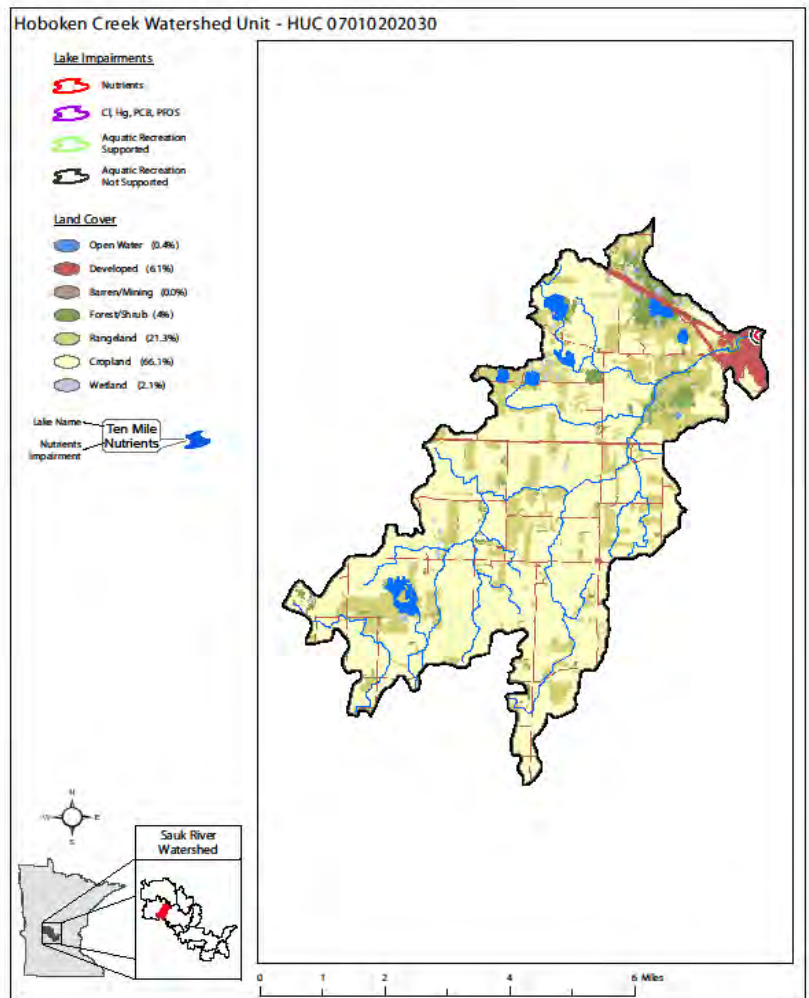 Hoboken Creek Watershed Unit - HUC 07010202030
Lake Impairments
Nutrients
Cl, Hg, PCB, PFOS
Aquatic Recreation
Supported
Aquatic Recreation
Not Supported
Land Cover
Open Water (0.4%)
Developed (6.1%)
Barren/Mining (0.0%)
Forest/Shrub (4%)
Rangeland (21.3%)
Cropland (66.1%)
Wetland (2.1%)
Lake Name
Nutrients
Impairment
Ten Mile
Nutrients
N
W E
S
Sauk River
Watershed
0 1 2 4 6 Miles